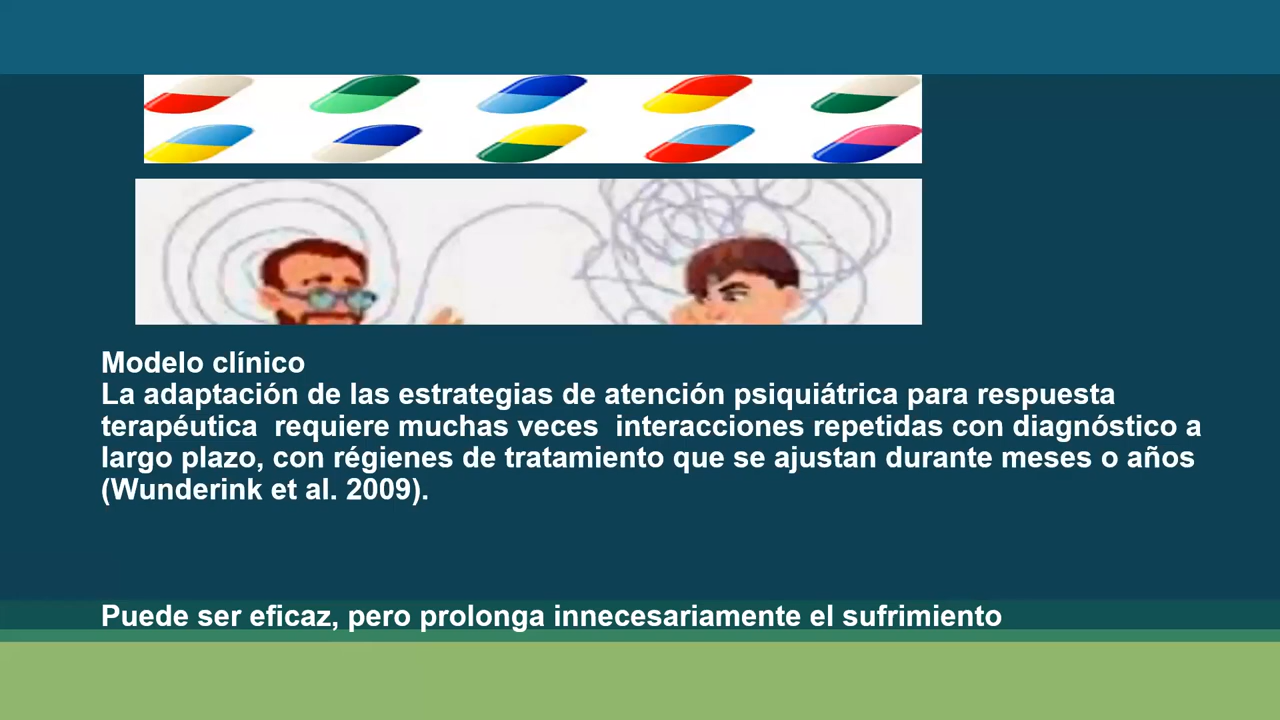 Modelo clínico
La adaptación de las estrategias de atención psiquiátrica para respuesta
terapéutica  requiere muchas veces  interacciones repetidas con diagnóstico a
largo plazo, con régienes de tratamiento que se ajustan durante meses o años
(Wunderink et al. 2009).
Puede ser eficaz, pero prolonga innecesariamente el sufrimiento